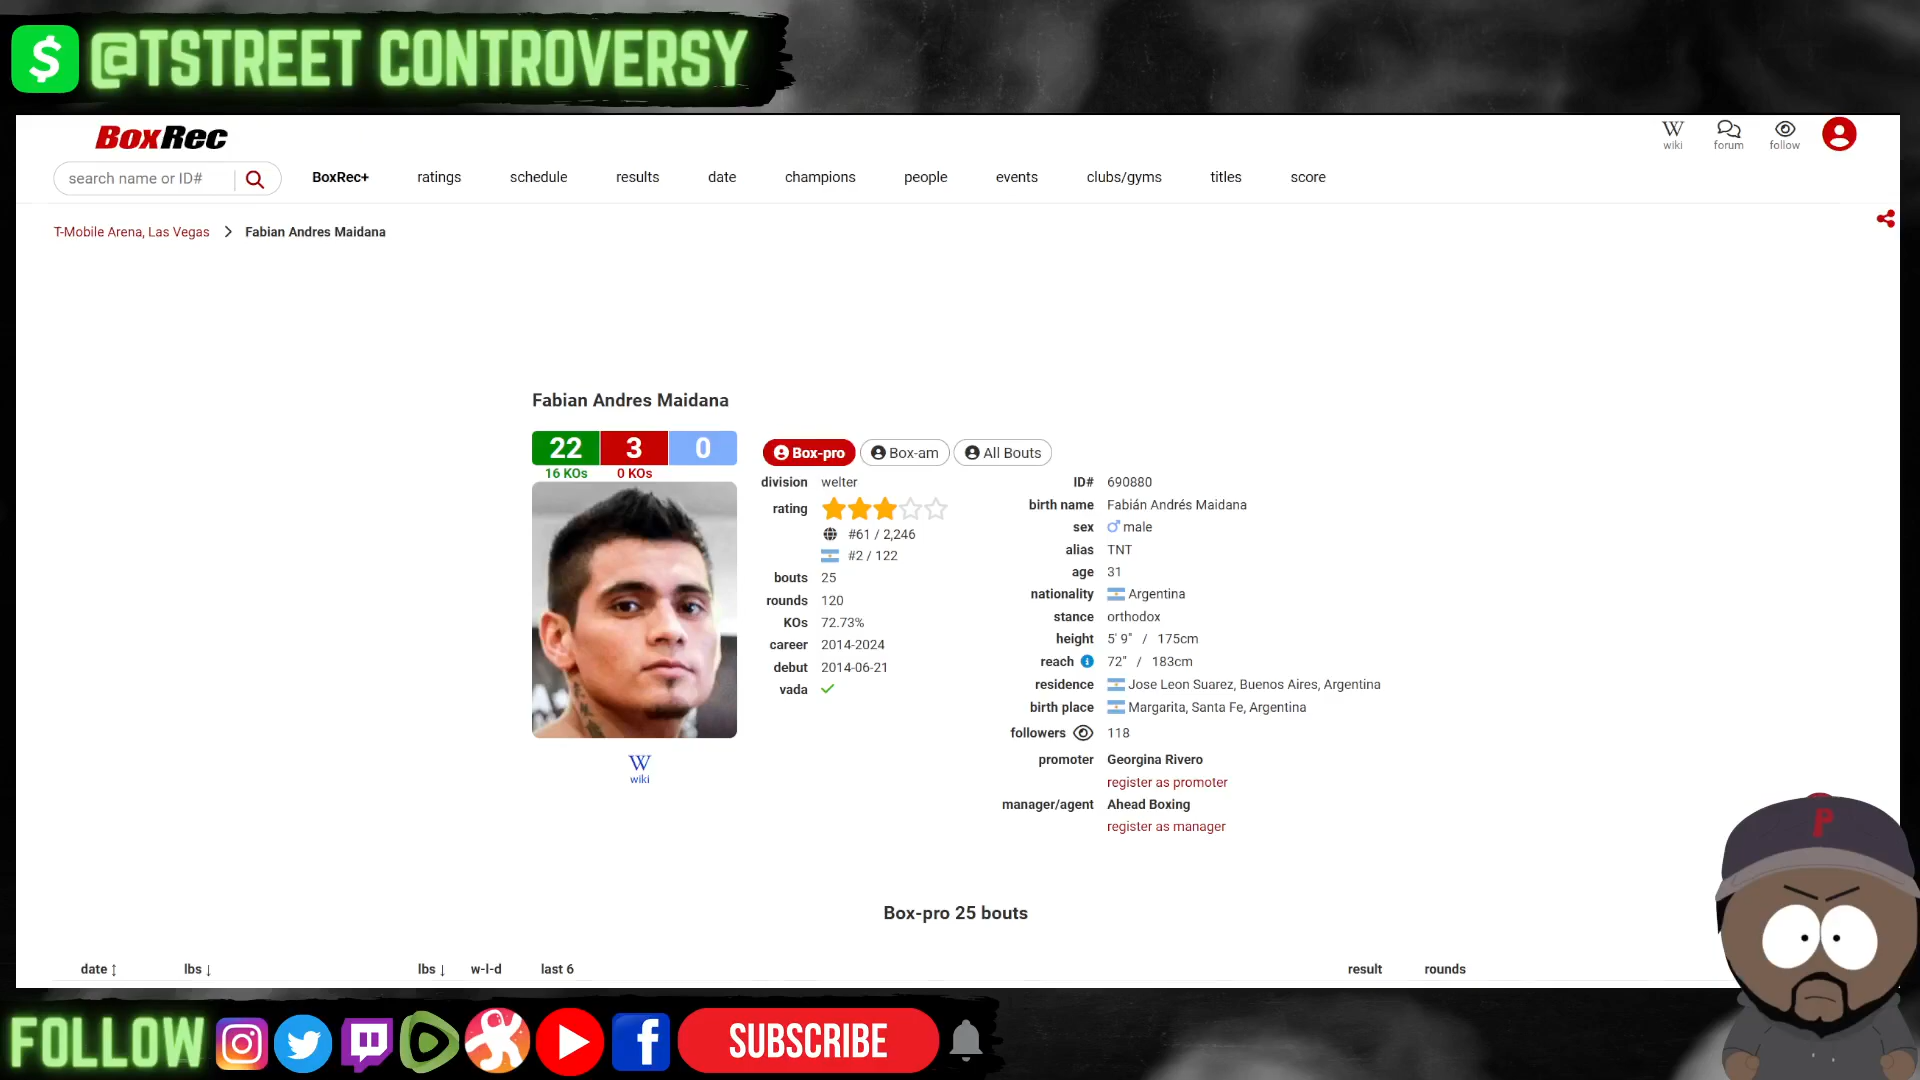 $ @TSTREET CONTROVERSY
BoxRec
wiki
forum
follow
search name or ID#
BoxRec+
ratings
schedule
results
date
champions
people
events
clubs/gyms
titles
score
T-Mobile Arena, Las Vegas > Fabian Andres Maidana
Fabian Andres Maidana
22 3 0
16 KOs 0 KOs
Box-pro
Box-am
All Bouts
division welter
rating
#61 / 2,246
#2 / 122
bouts 25
rounds 120
KOs 72.73%
career 2014-2024
debut 2014-06-21
vada
ID# 690880
birth name Fabián Andrés Maidana
sex male
alias TNT
age 31
nationality Argentina
stance orthodox
height 5' 9" / 175cm
reach 72" / 183cm
residence Jose Leon Suarez, Buenos Aires, Argentina
birth place Margarita, Santa Fe, Argentina
followers 118
promoter Georgina Rivero
register as promoter
manager/agent Ahead Boxing
register as manager
W
wiki
Box-pro 25 bouts
date lbs lbs w-l-d last 6 result rounds
P
FOLLOW
SUBSCRIBE